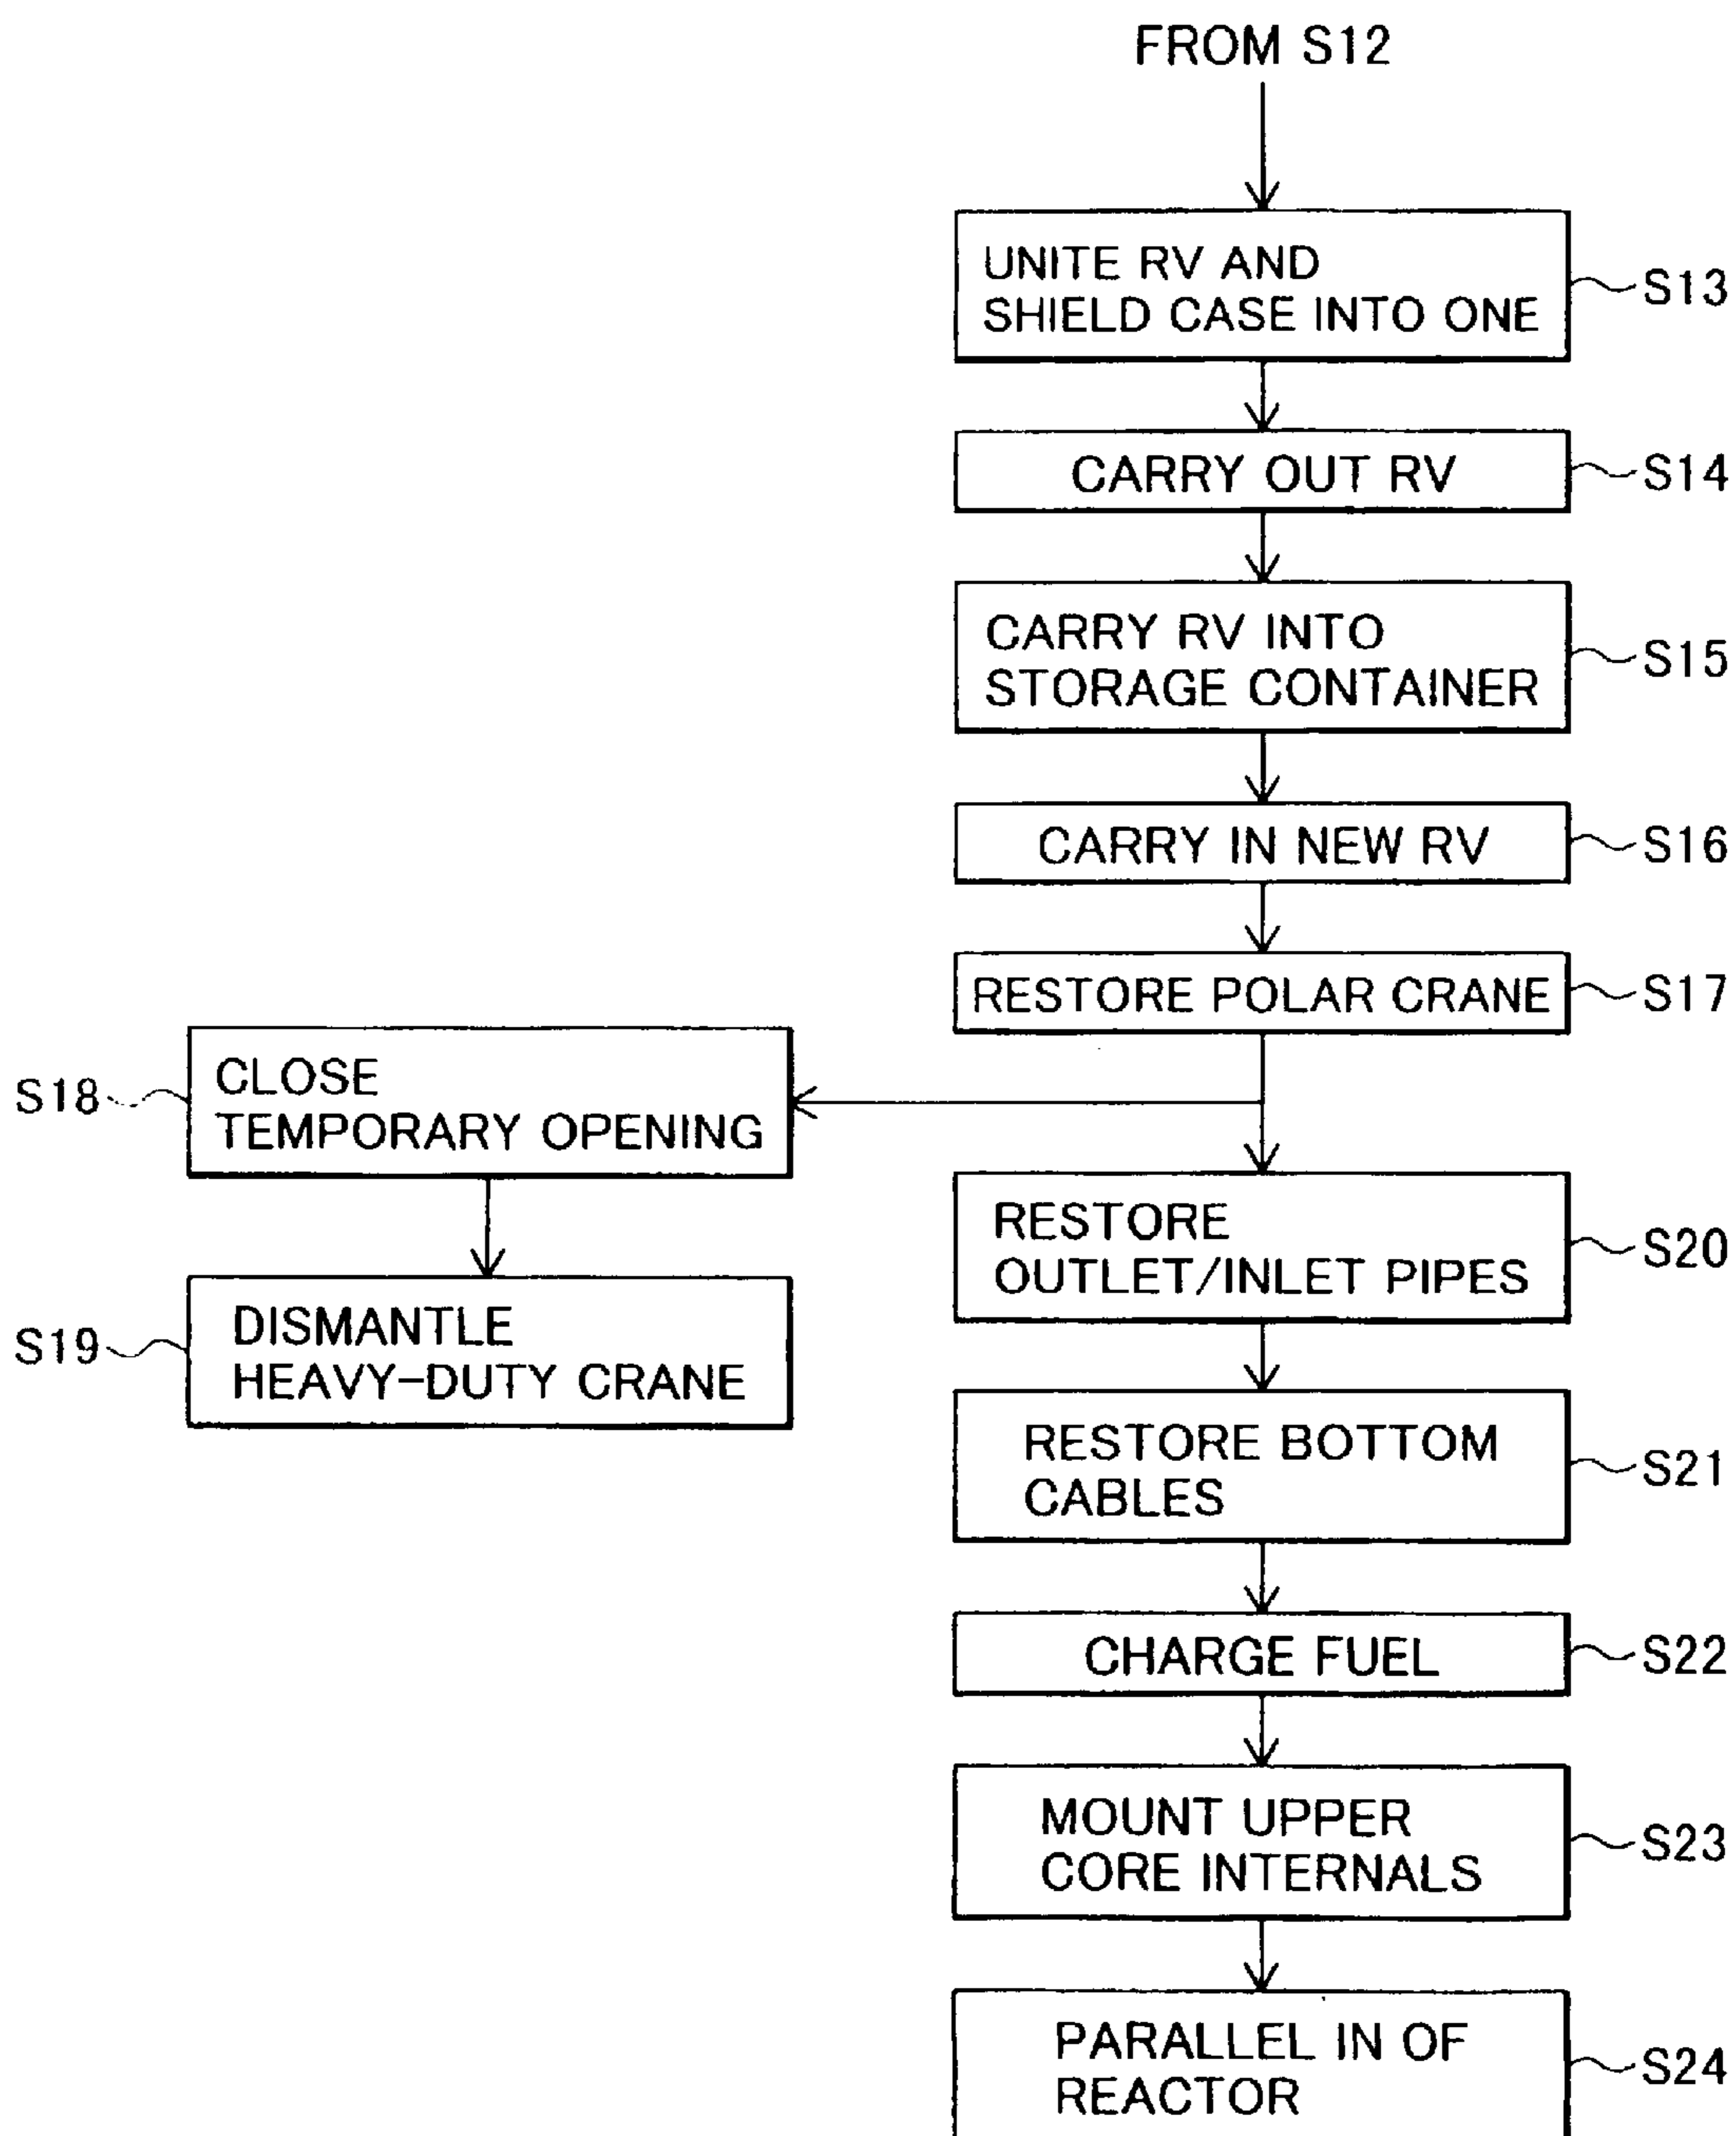 FROM S12
UNITE RV AND
SHIELD CASE INTO ONE
S13
CARRY OUT RV
S14
CARRY RV INTO
STORAGE CONTAINER
S15
CARRY IN NEW RV
S16
RESTORE POLAR CRANE
S17
S18
CLOSE
TEMPORARY OPENING
S19
DISMANTLE
HEAVY-DUTY CRANE
RESTORE
OUTLET/INLET PIPES
S20
RESTORE BOTTOM
CABLES
S21
CHARGE FUEL
S22
MOUNT UPPER
CORE INTERNALS
S23
PARALLEL IN OF
REACTOR
S24